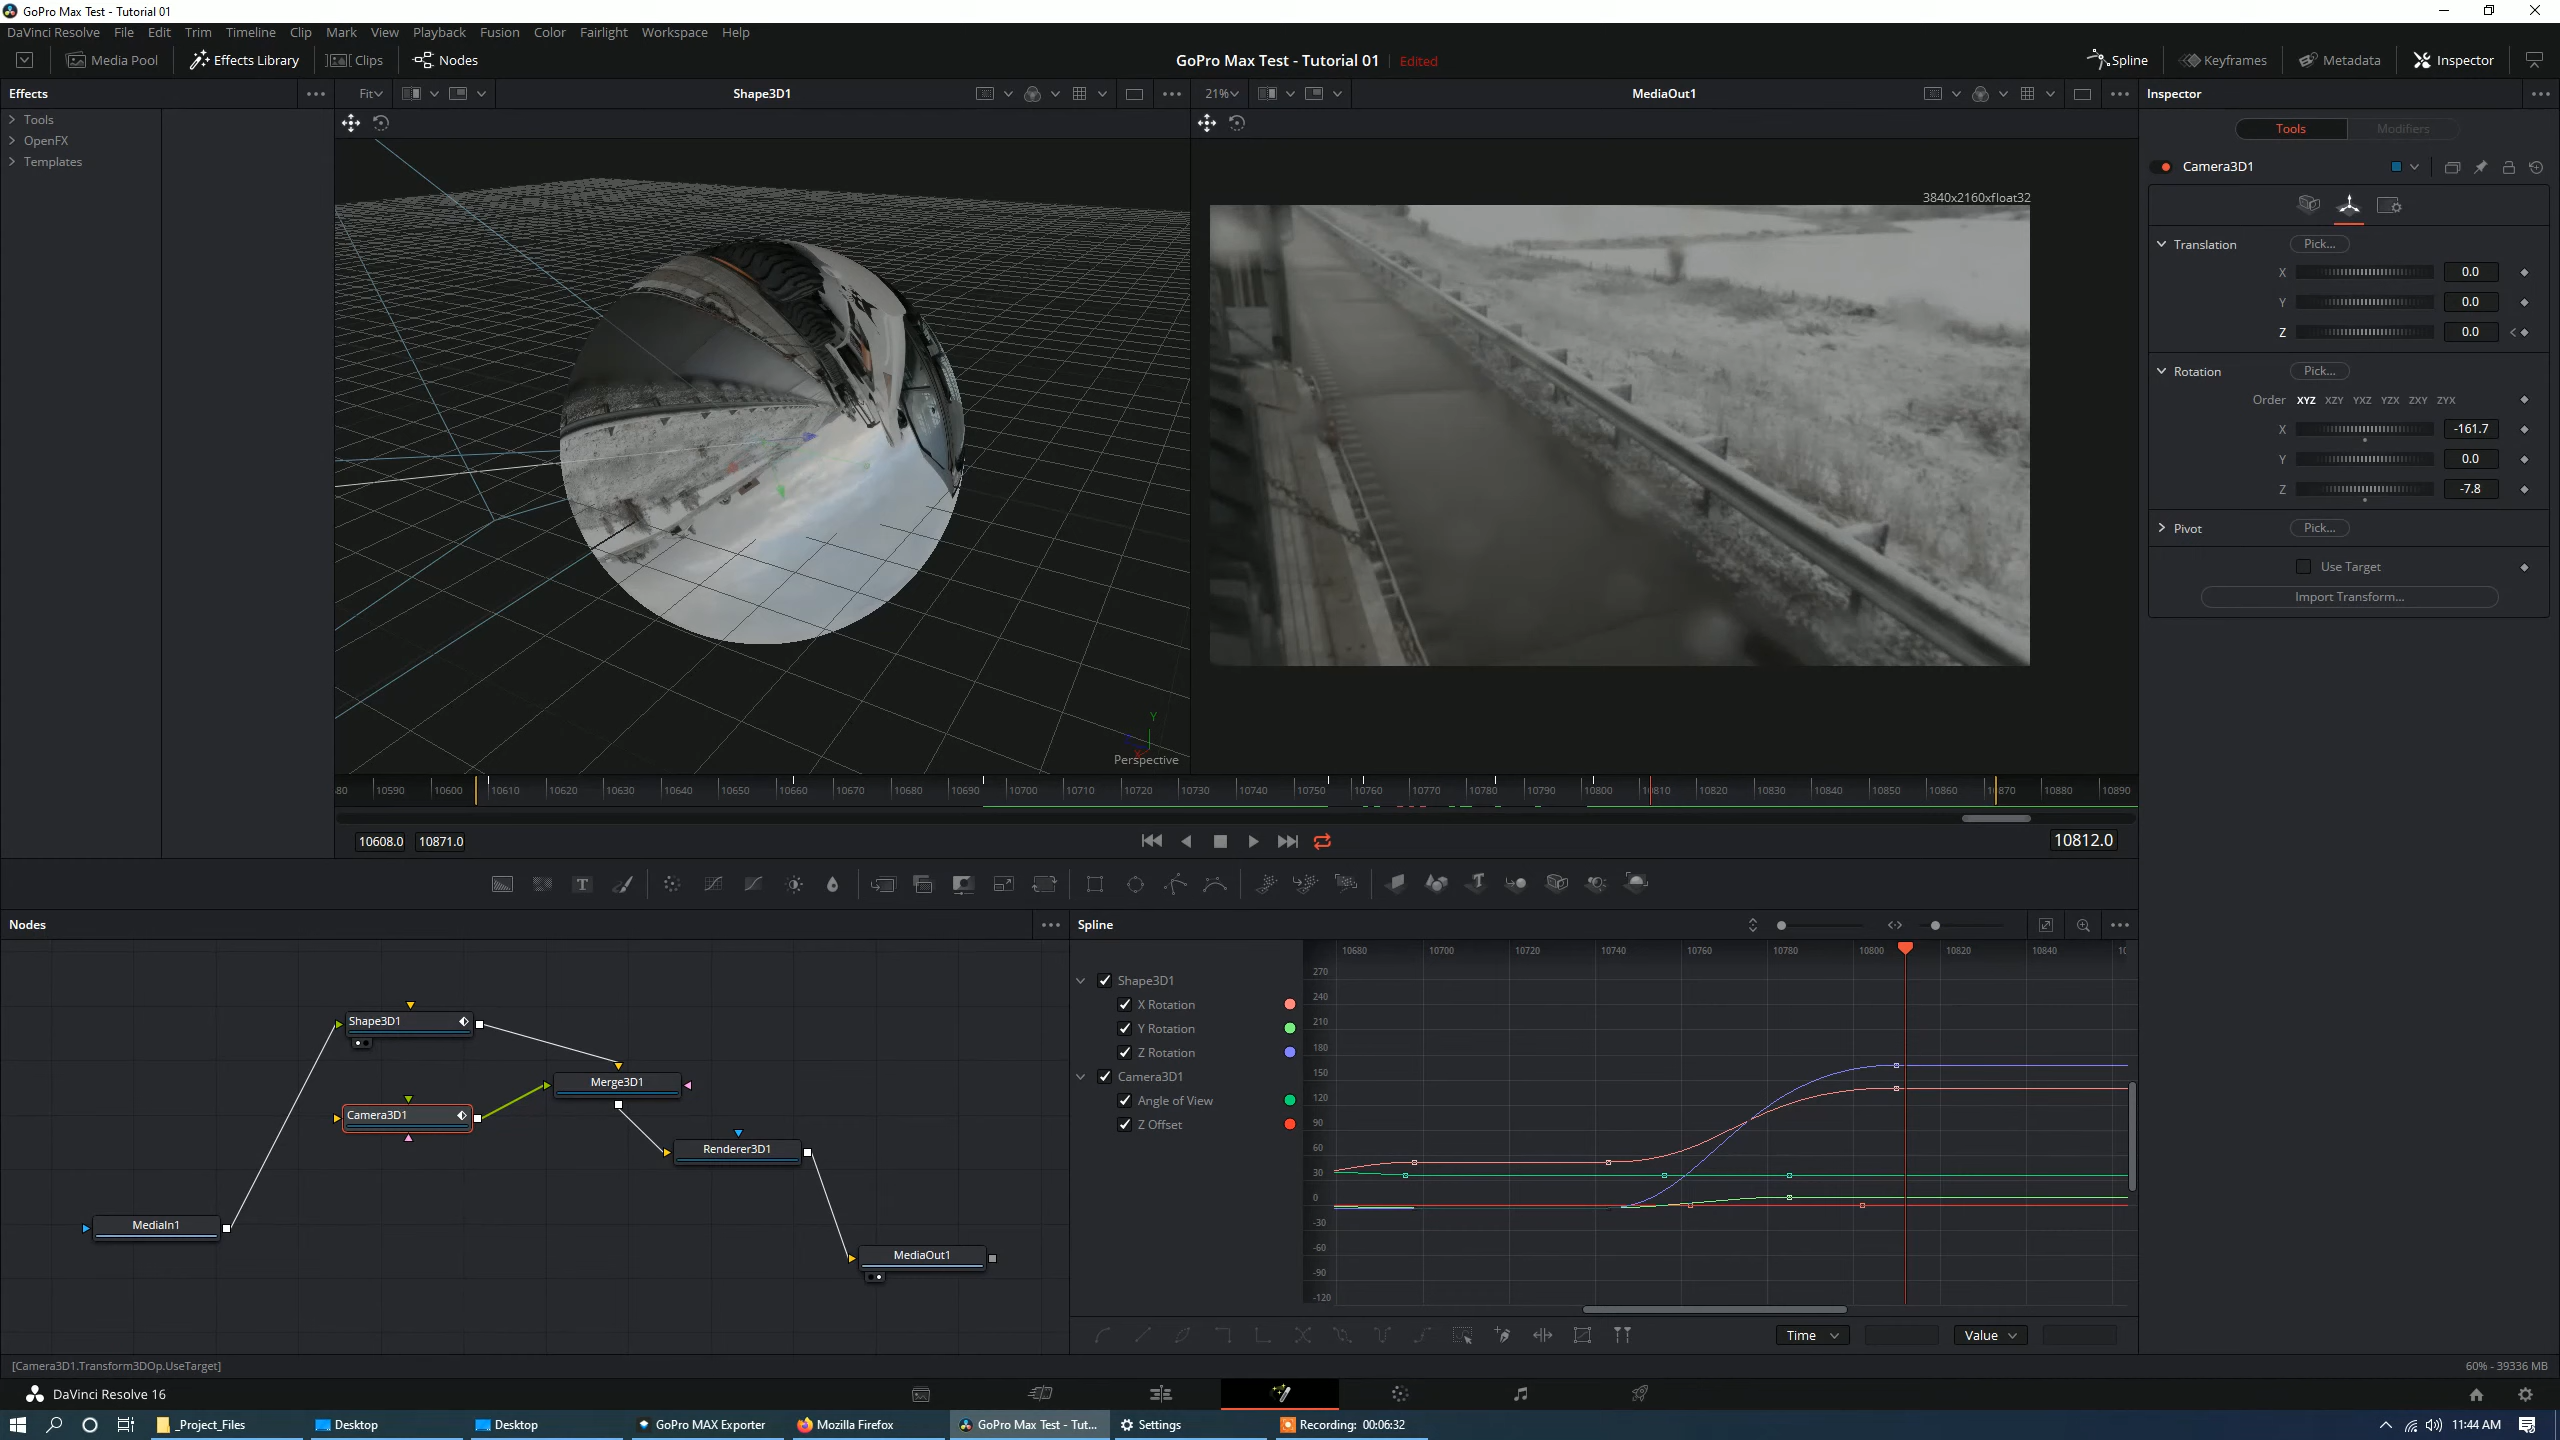 GoPro Max Test - Tutorial 01
DaVinci Resolve File Edit Trim Timeline Clip Mark View Playback Fusion Color Fairlight Workspace Help
Media Pool Effects Library Clips Nodes GoPro Max Test - Tutorial 01 Edited Spline Keyframes Metadata Inspector
Effects Fit Shape3D1 21% MediaOut1 Inspector
Tools
OpenFX
Templates
Tools Modifiers
Camera3D1
3840x2160xfloat32
Translation Pick...
X 0.0
Y 0.0
Z 0.0
Rotation Pick...
Order XYZ XZY YXZ YZX ZXY ZYX
X -161.7
Y 0.0
Z -7.8
Pivot Pick...
Use Target
Import Transform...
Y
X
Perspective
80 10590 10600 10610 10620 10630 10640 10650 10660 10670 10680 10690 10700 10710 10720 10730 10740 10750 10760 10770 10780 10790 10800 10810 10820 10830 10840 10850 10860 10870 10880 10890
10608.0 10871.0 10812.0
Nodes Spline
10680 10700 10720 10740 10760 10780 10800 10820 10840
Shape3D1
X Rotation
Y Rotation
Z Rotation
Camera3D1
Angle of View
Z Offset
270
240
210
180
150
120
90
60
30
0
-30
-60
-90
-120
Shape3D1
Merge3D1
Camera3D1
Renderer3D1
MediaIn1
MediaOut1
Time Value
[Camera3D1.Transform3DOp.UseTarget] 60% - 39336 MB
DaVinci Resolve 16
_Project_Files Desktop Desktop GoPro MAX Exporter Mozilla Firefox GoPro Max Test - Tut... Settings Recording: 00:06:32 11:44 AM